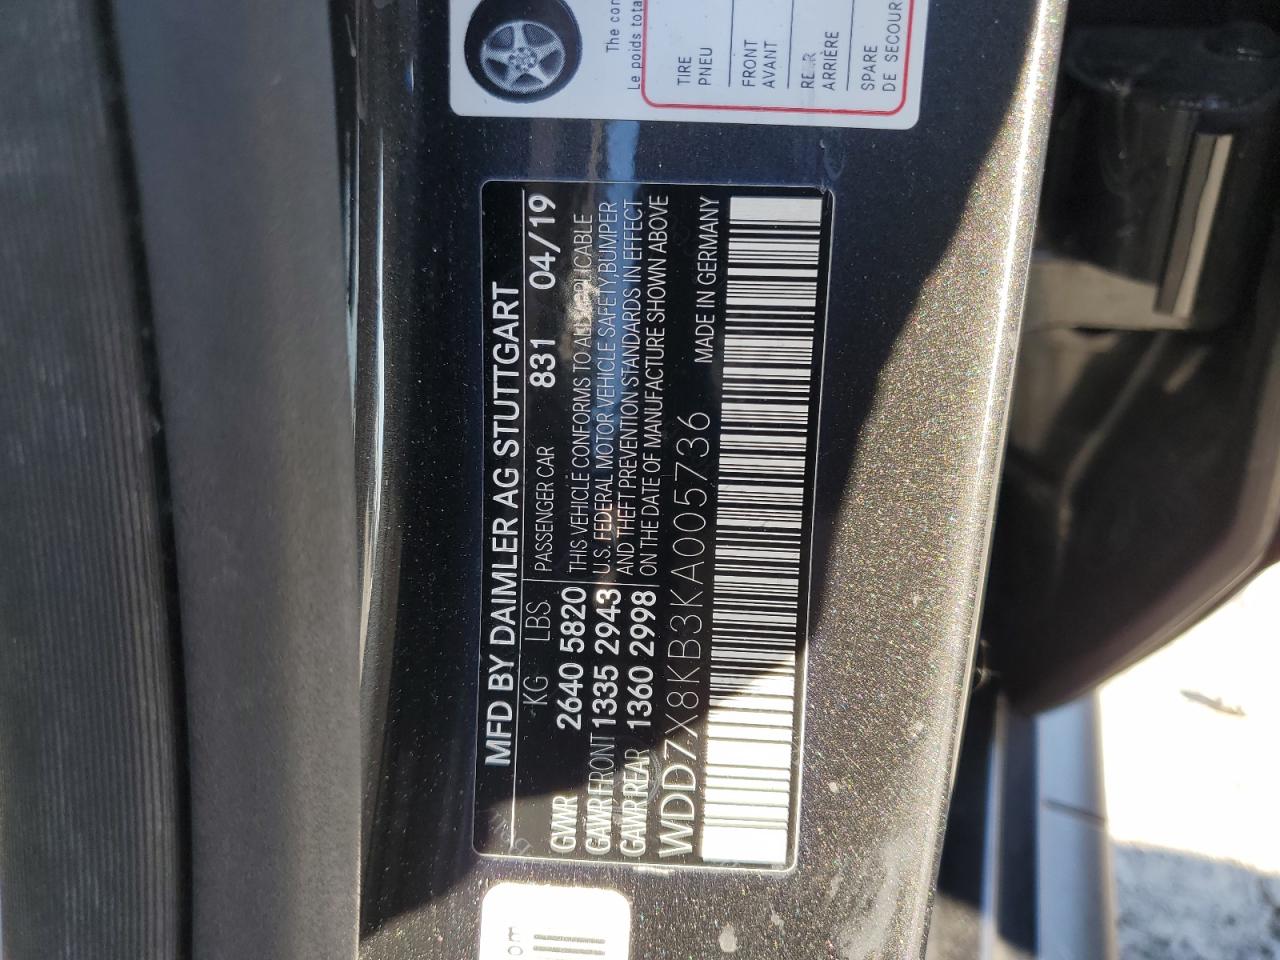 MFD BY DAIMLER AG STUTTGART
KG LBS. PASSENGER CAR 831 04/19
GVWR 2640 5820 THIS VEHICLE CONFORMS TO ALL APPLICABLE
GAWR FRONT 1335 2943 U.S. FEDERAL MOTOR VEHICLE SAFETY, BUMPER
GAWR REAR 1360 2998 AND THEFT PREVENTION STANDARDS IN EFFECT
ON THE DATE OF MANUFACTURE SHOWN ABOVE
WDD7X8KB3KA005736 MADE IN GERMANY
The
Le poids
TIRE
PNEU
FRONT
AVANT
REAR
ARRIÈRE
SPARE
DE SECOURS